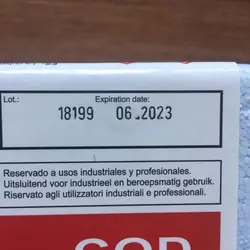 Lot.: Expiration date:
18199 06.2023
Reservado a usos industriales y profesionales.
Uitsluitend voor industrieel en beroepsmatig gebruik.
Riservato agli utilizzatori industriali e professionali.